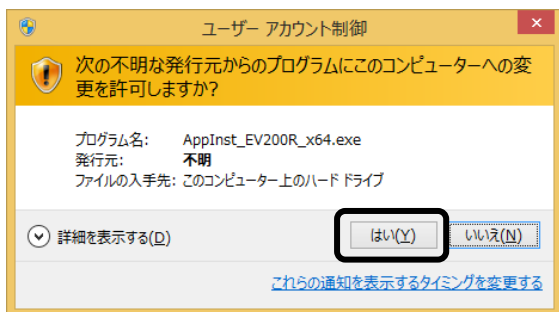 ユーザー アカウント制御
次の不明な発行元からのプログラムにこのコンピューターへの変
更を許可しますか?
プログラム名: AppInst_EV200R_x64.exe
発行元: 不明
ファイルの入手先: このコンピューター上のハード ドライブ
詳細を表示する(D) はい(Y) いいえ(N)
これらの通知を表示するタイミングを変更する